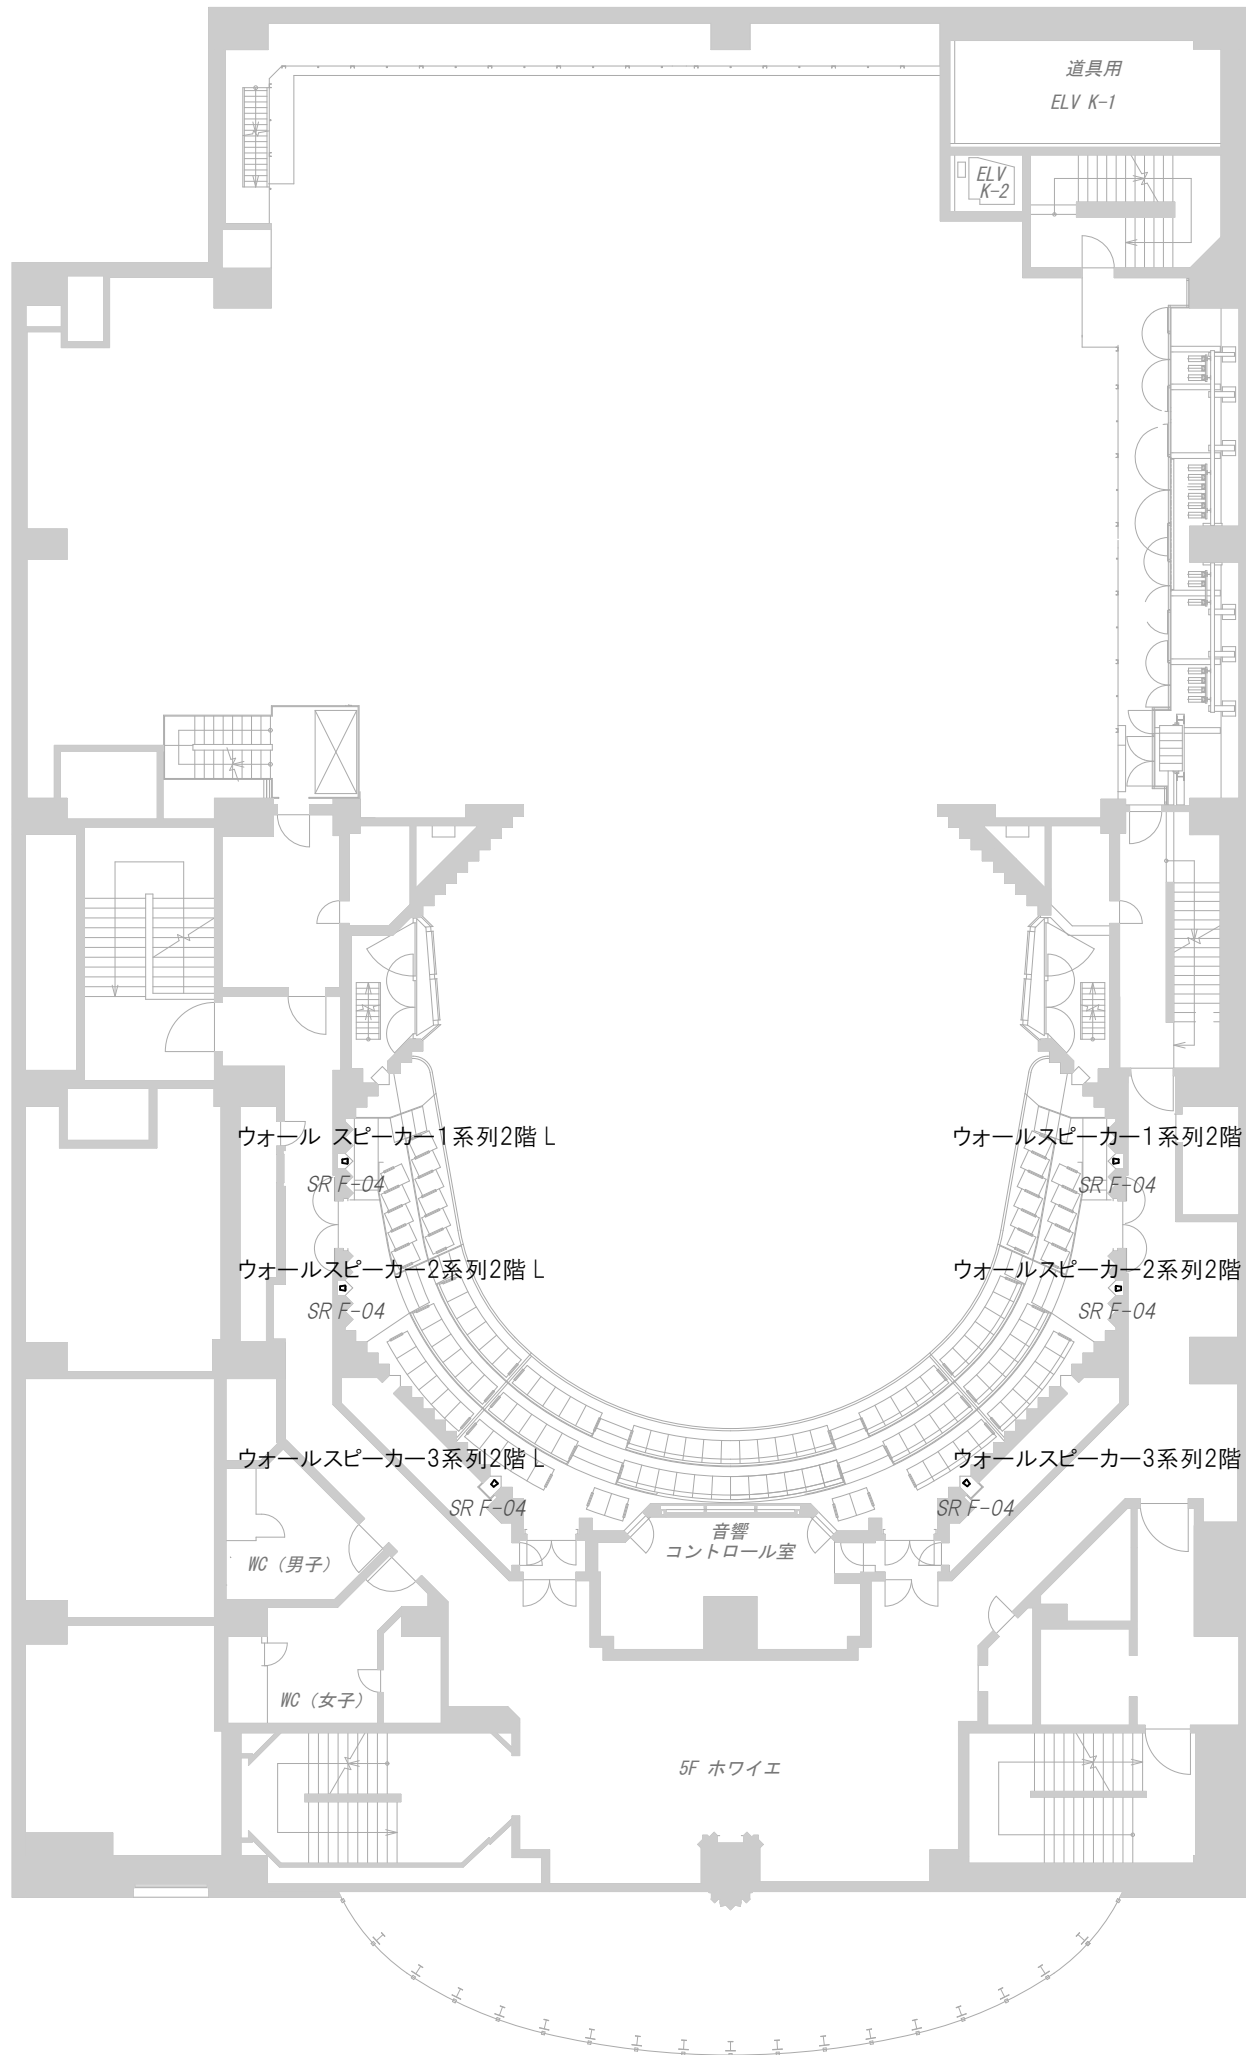 道具用
ELV K-1
ELV
K-2
ウォール スピーカー1系列2階 L
ウォールスピーカー1系列2階
SR F-04
SR F-04
ウォールスピーカー2系列2階 L
ウォールスピーカー2系列2階
SR F-04
SR F-04
ウォールスピーカー3系列2階 L
ウォールスピーカー3系列2階
SR F-04
SR F-04
音響
コントロール室
WC（男子）
WC（女子）
5F ホワイエ